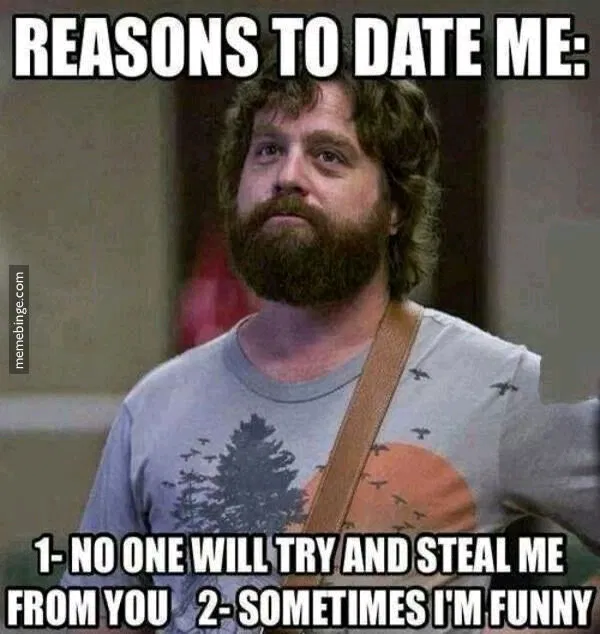 REASONS TO DATE ME:
memebinge.com
1- NO ONE WILL TRY AND STEAL ME
FROM YOU 2- SOMETIMES I'M FUNNY